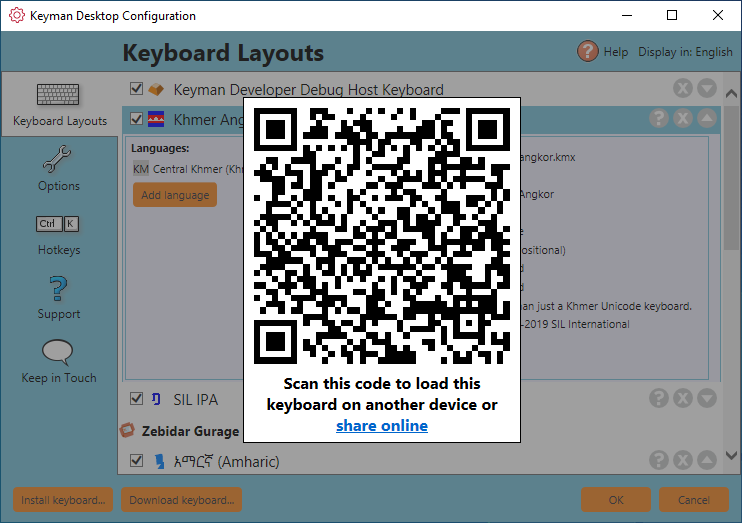 Keyman Desktop Configuration
Keyboard Layouts
Help
Display in: English
Keyboard Layouts
Options
Ctrl K
Hotkeys
Support
Keep in Touch
Keyman Developer Debug Host Keyboard
Khmer Ang
Languages:
KM Central Khmer (Kh
Add language
angkor.kmx
Angkor
ositional)
an just a Khmer Unicode keyboard.
-2019 SIL International
Scan this code to load this
keyboard on another device or
share online
SIL IPA
Zebidar Gurage
አማርኛ (Amharic)
Install keyboard...
Download keyboard...
OK
Cancel